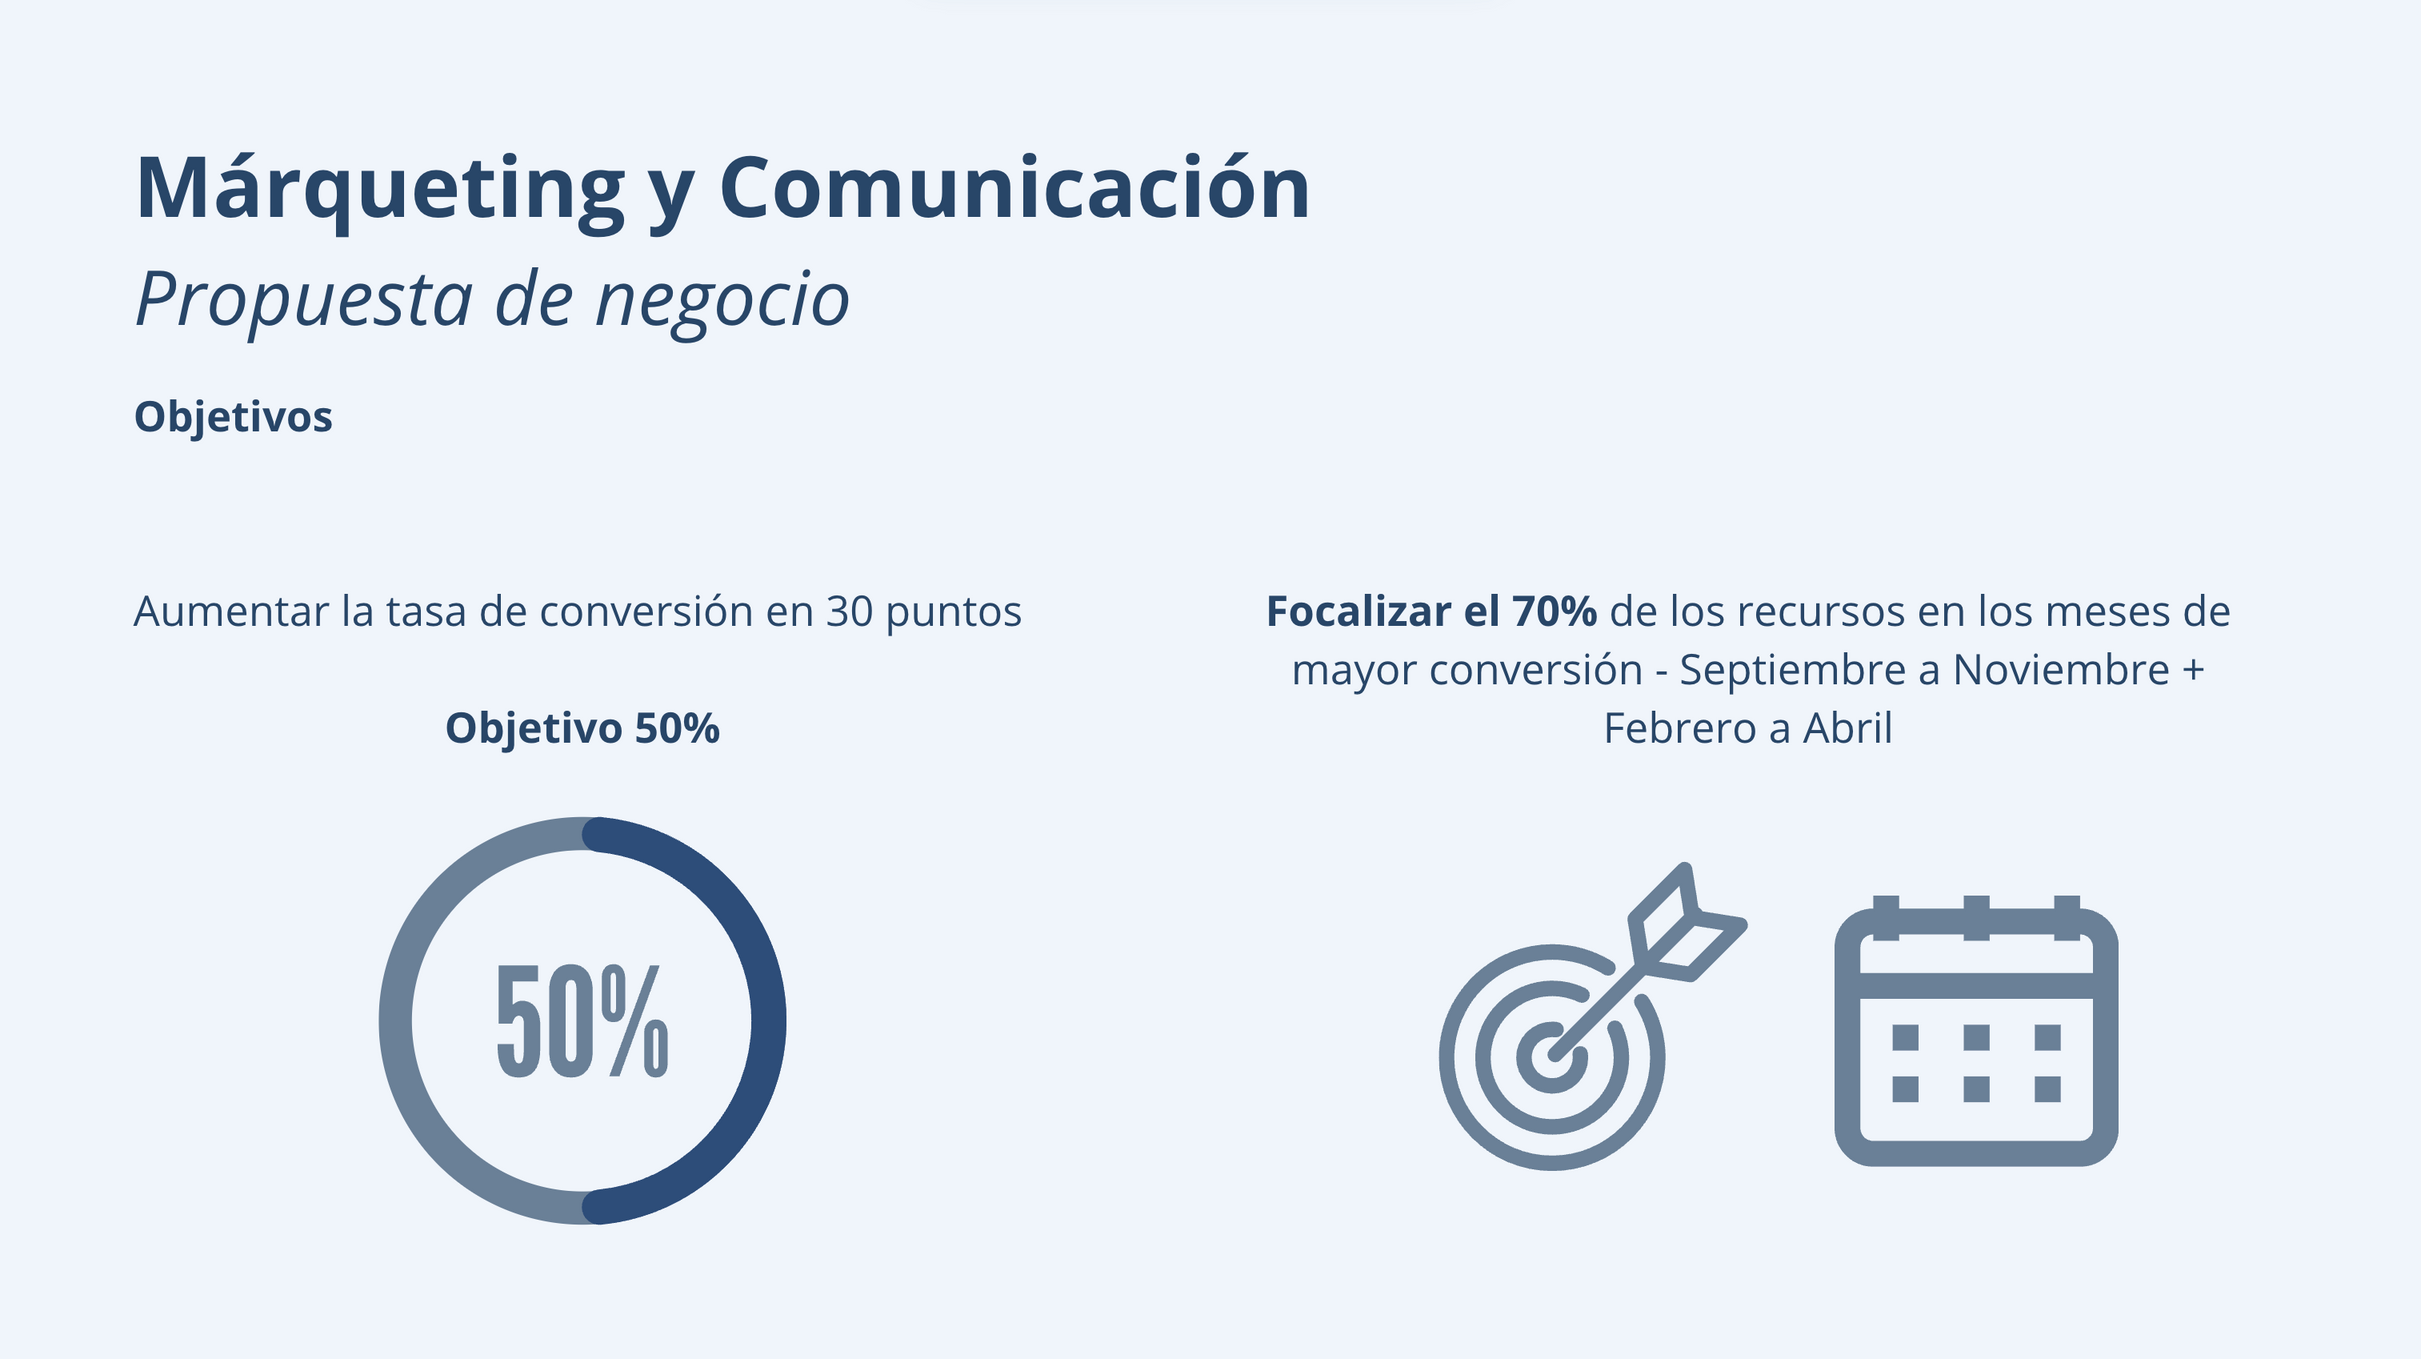 Márqueting y Comunicación
Propuesta de negocio
Objetivos
Aumentar la tasa de conversión en 30 puntos
Objetivo 50%
50%
Focalizar el 70% de los recursos en los meses de
mayor conversión - Septiembre a Noviembre +
Febrero a Abril